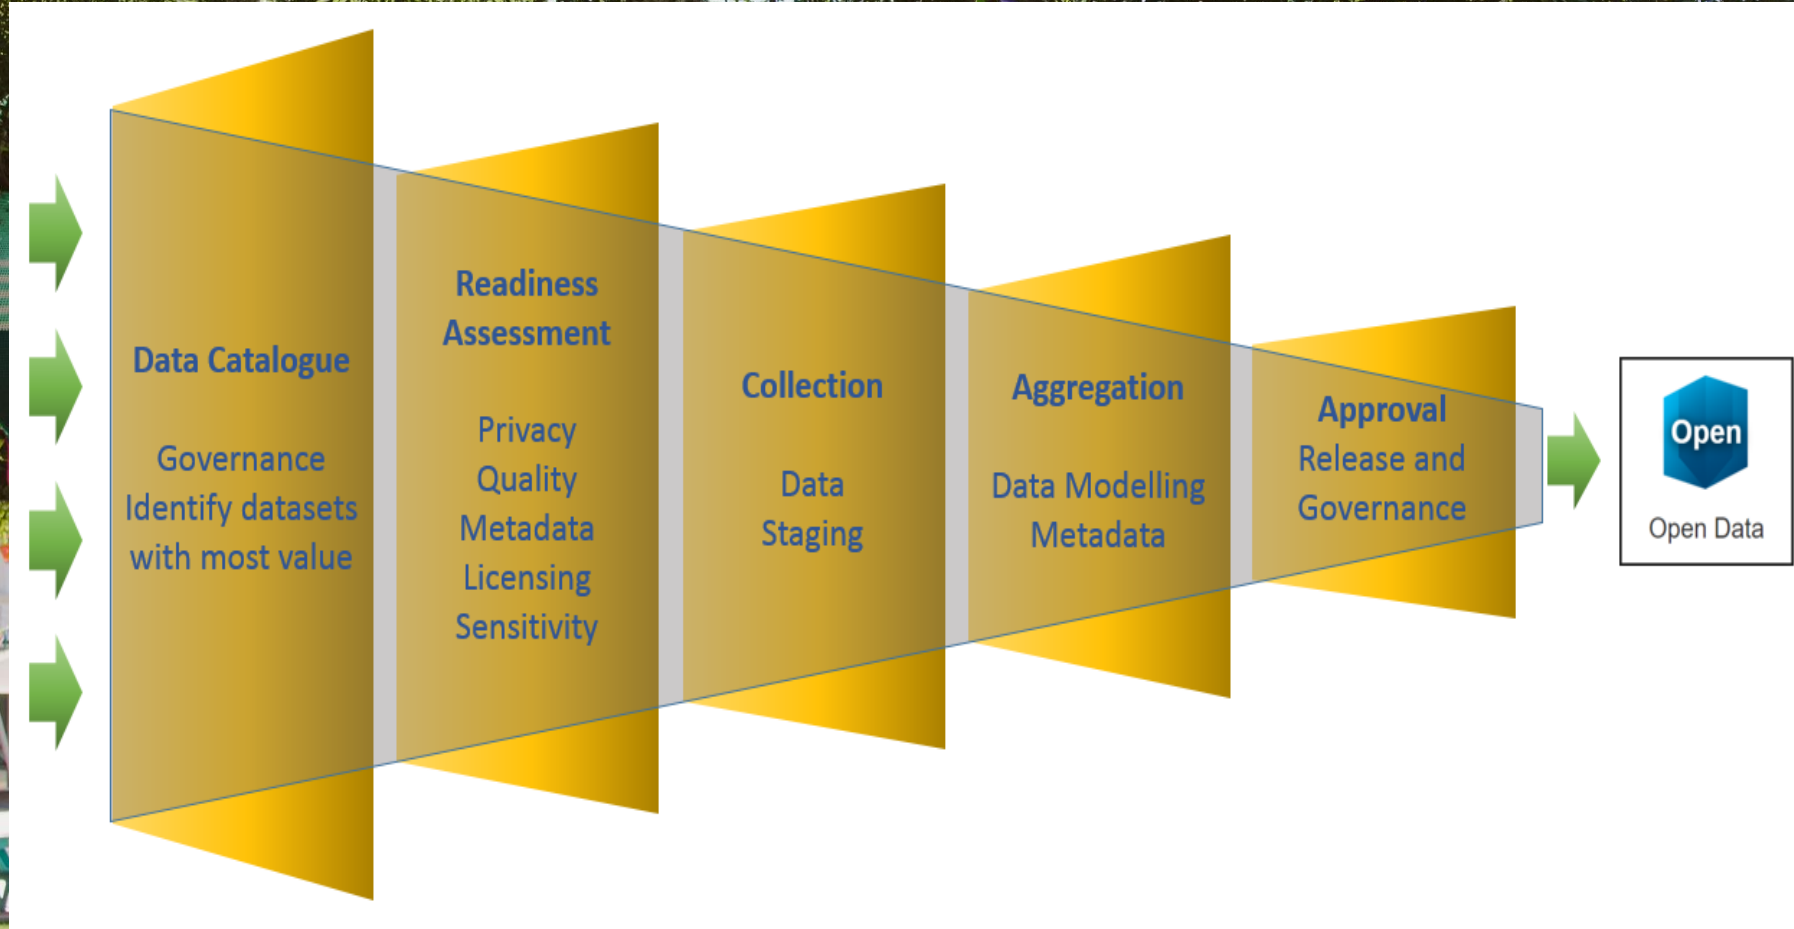 Data Catalogue
Governance
Identify datasets
with most value
Readiness
Assessment
Privacy
Quality
Metadata
Licensing
Sensitivity
Collection
Data
Staging
Aggregation
Data Modelling
Metadata
Approval
Release and
Governance
Open
Open Data